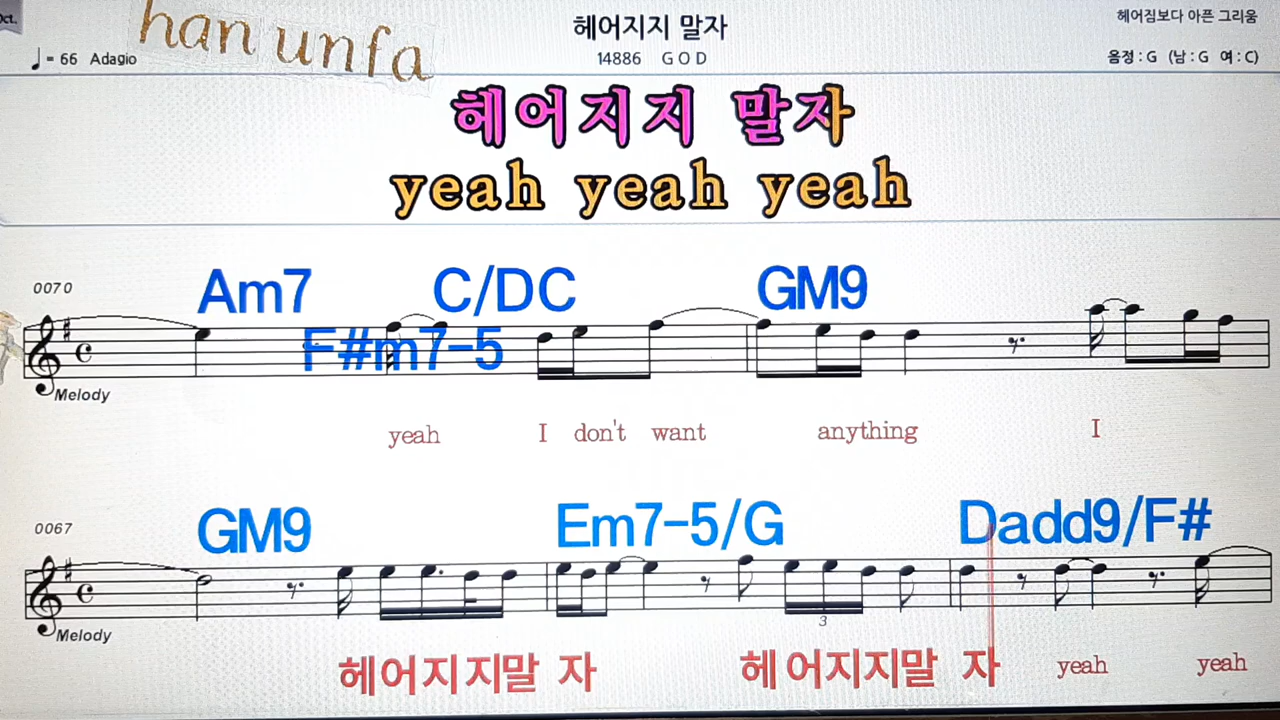 Oct.
han unfa
헤어지지 말자
헤어짐보다 아픈 그리움
♩= 66 Adagio
14886 G O D
음정 : G (남 : G 여 : C)
헤어지지 말자
yeah yeah yeah
0070
Am7 C/DC GM9
F#m7-5
Melody
yeah I don't want anything I
0067
GM9 Em7-5/G Dadd9/F#
Melody
3
헤어지지말 자 헤어지지말 자 yeah yeah